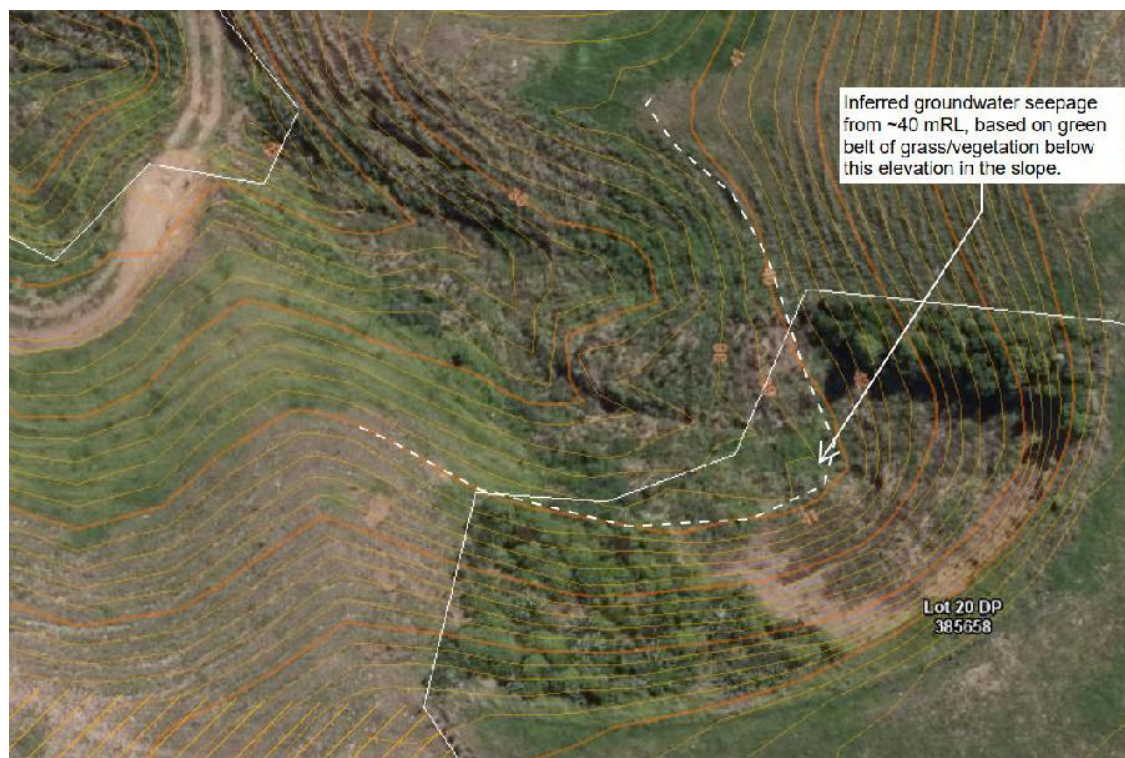 Inferred groundwater seepage
from ~40 mRL, based on green
belt of grass/vegetation below
this elevation in the slope.
Lot 20 DP
385658